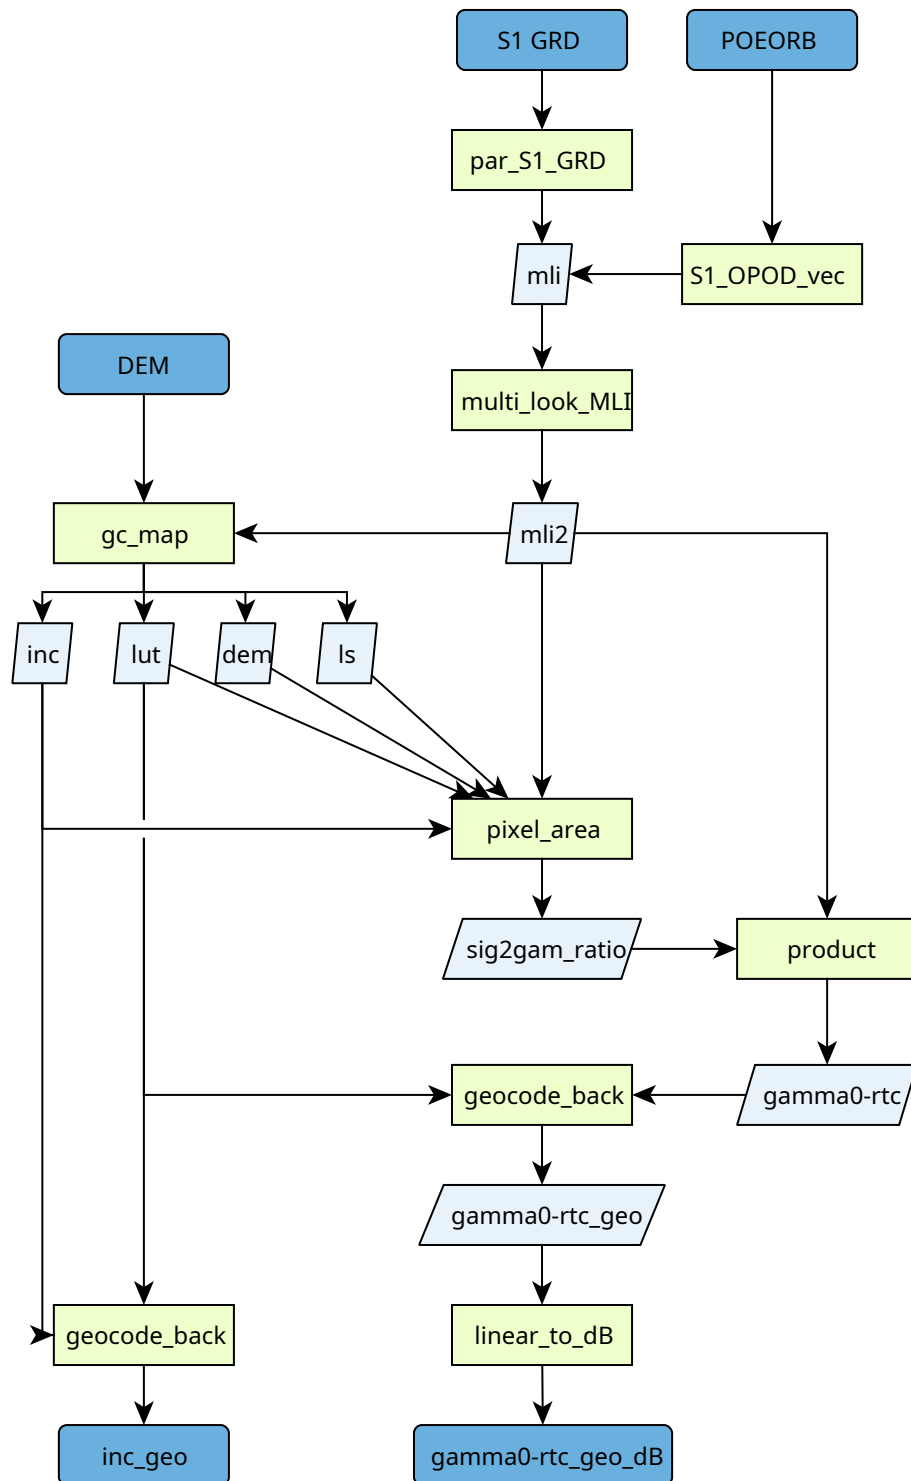 S1 GRD
POEORB
par_S1_GRD
mli
S1_OPOD_vec
DEM
multi_look_MLI
gc_map
mli2
inc
lut
dem
ls
pixel_area
sig2gam_ratio
product
geocode_back
gamma0-rtc
gamma0-rtc_geo
geocode_back
linear_to_dB
inc_geo
gamma0-rtc_geo_dB